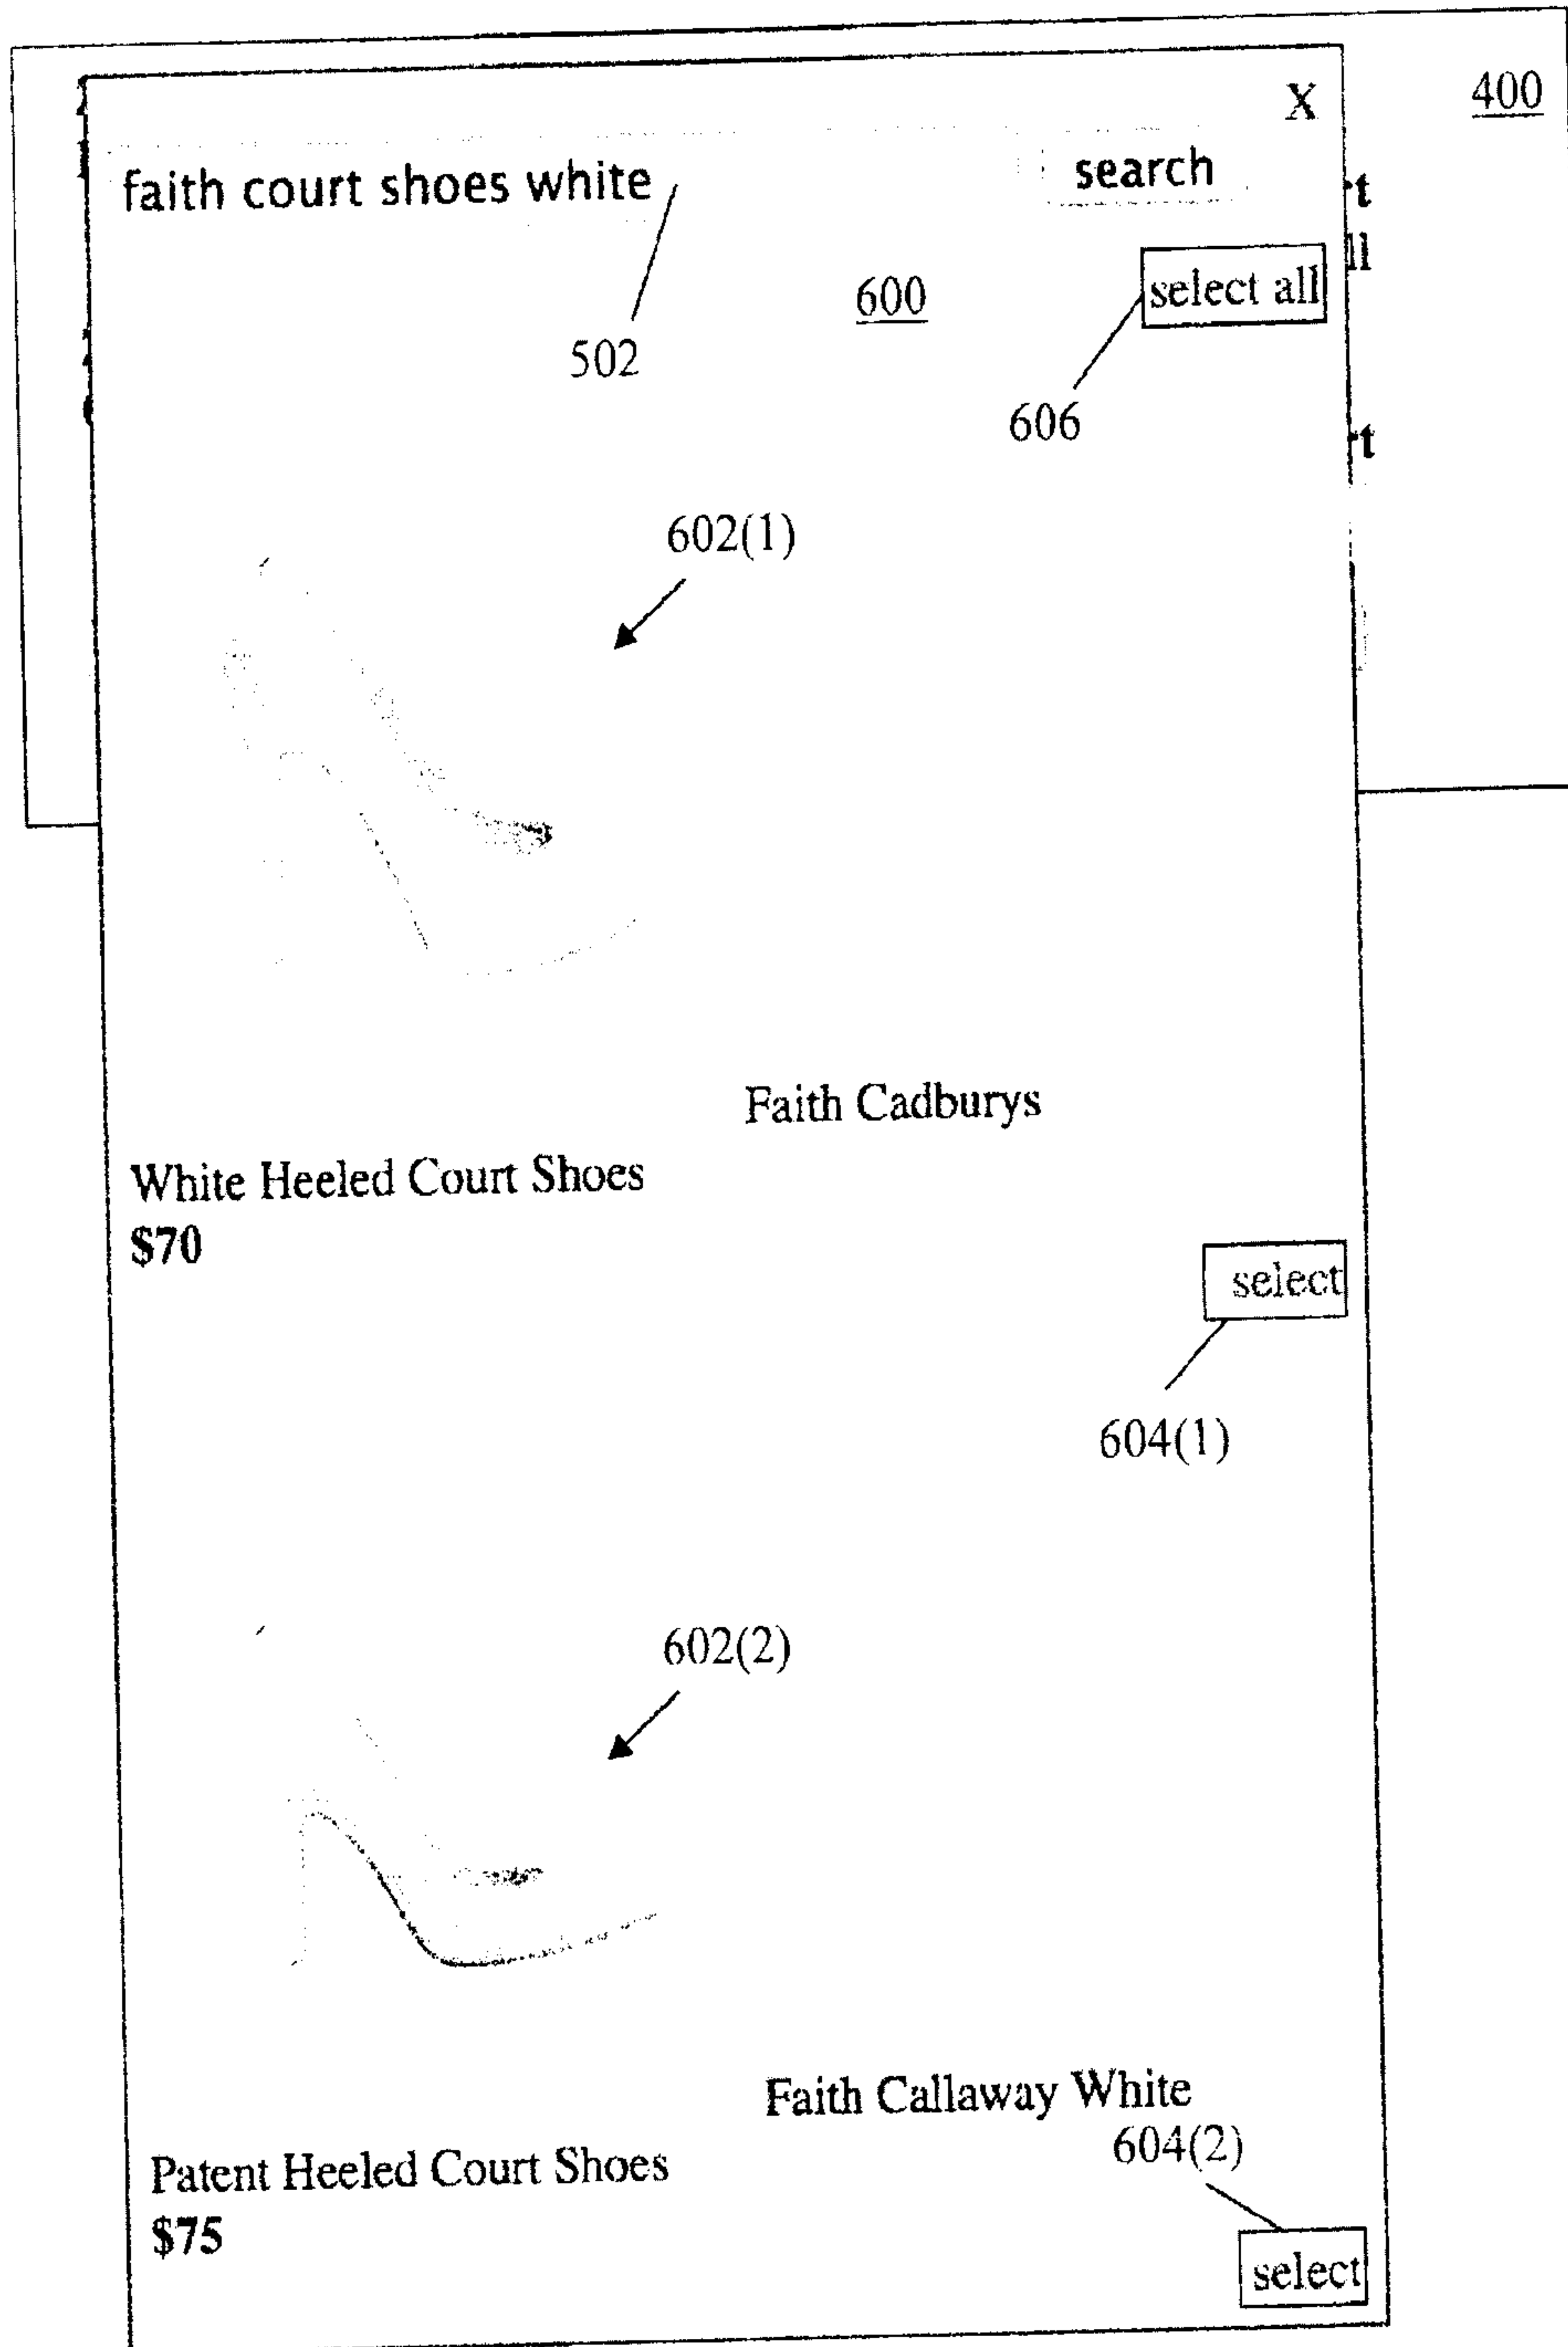 X
400
faith court shoes white
search
select all
600
502
606
602(1)
Faith Cadburys
White Heeled Court Shoes
$70
select
604(1)
602(2)
Faith Callaway White
604(2)
Patent Heeled Court Shoes
$75
select